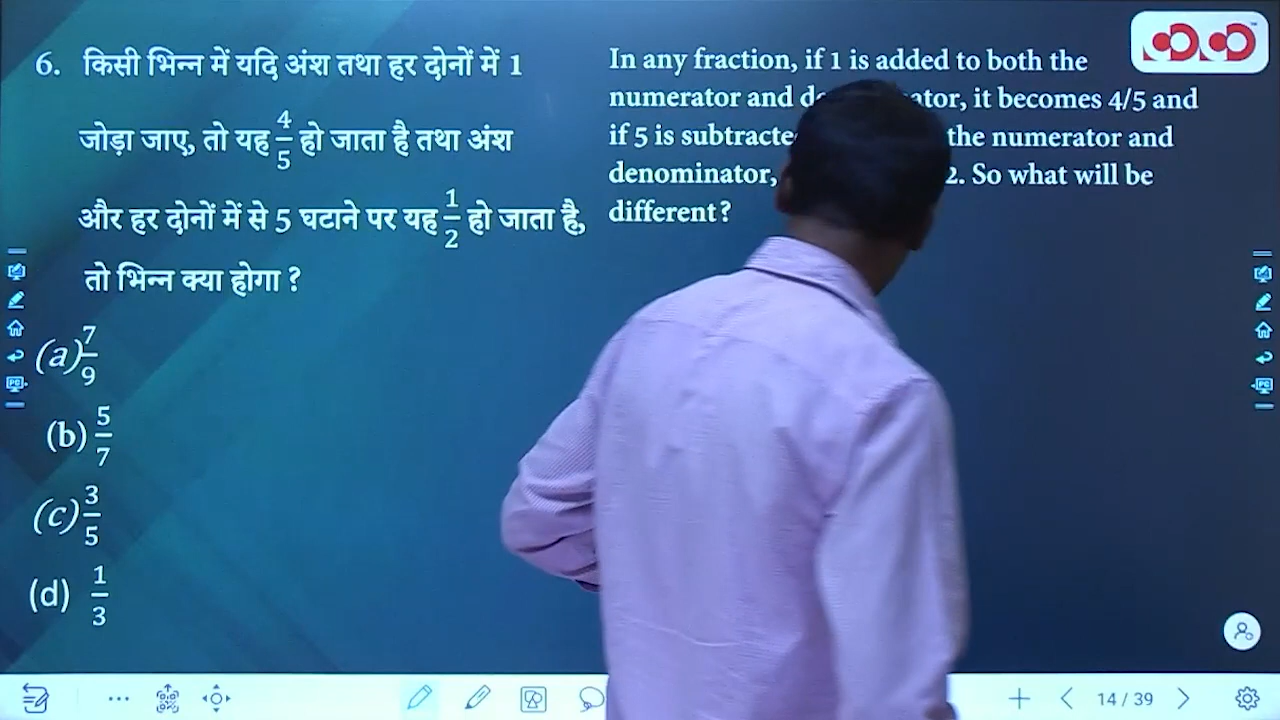 6. किसी भिन्न में यदि अंश तथा हर दोनों में 1
जोड़ा जाए, तो यह 4/5 हो जाता है तथा अंश
और हर दोनों में से 5 घटाने पर यह 1/2 हो जाता है,
तो भिन्न क्या होगा ?
(a) 7/9
(b) 5/7
(c) 3/5
(d) 1/3
In any fraction, if 1 is added to both the
numerator and, it becomes 4/5 and
if 5 is the numerator and
denominator, 2. So what will be
different?
14 / 39